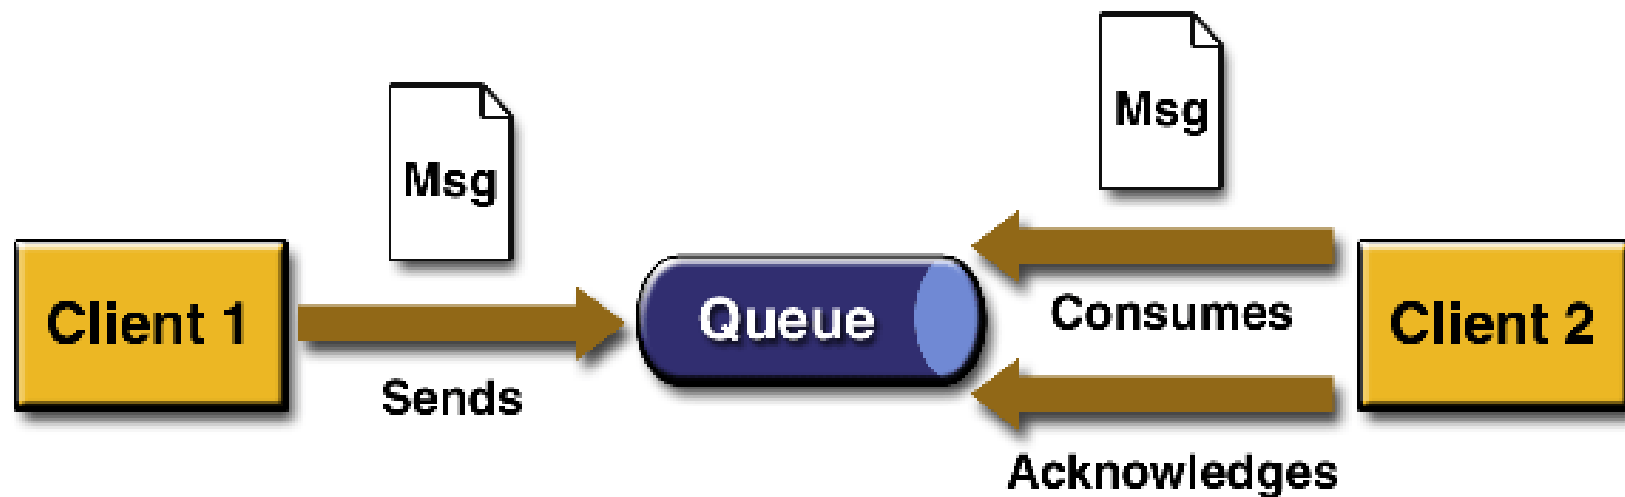 Msg
Msg
Client 1
Sends
Queue
Consumes
Acknowledges
Client 2